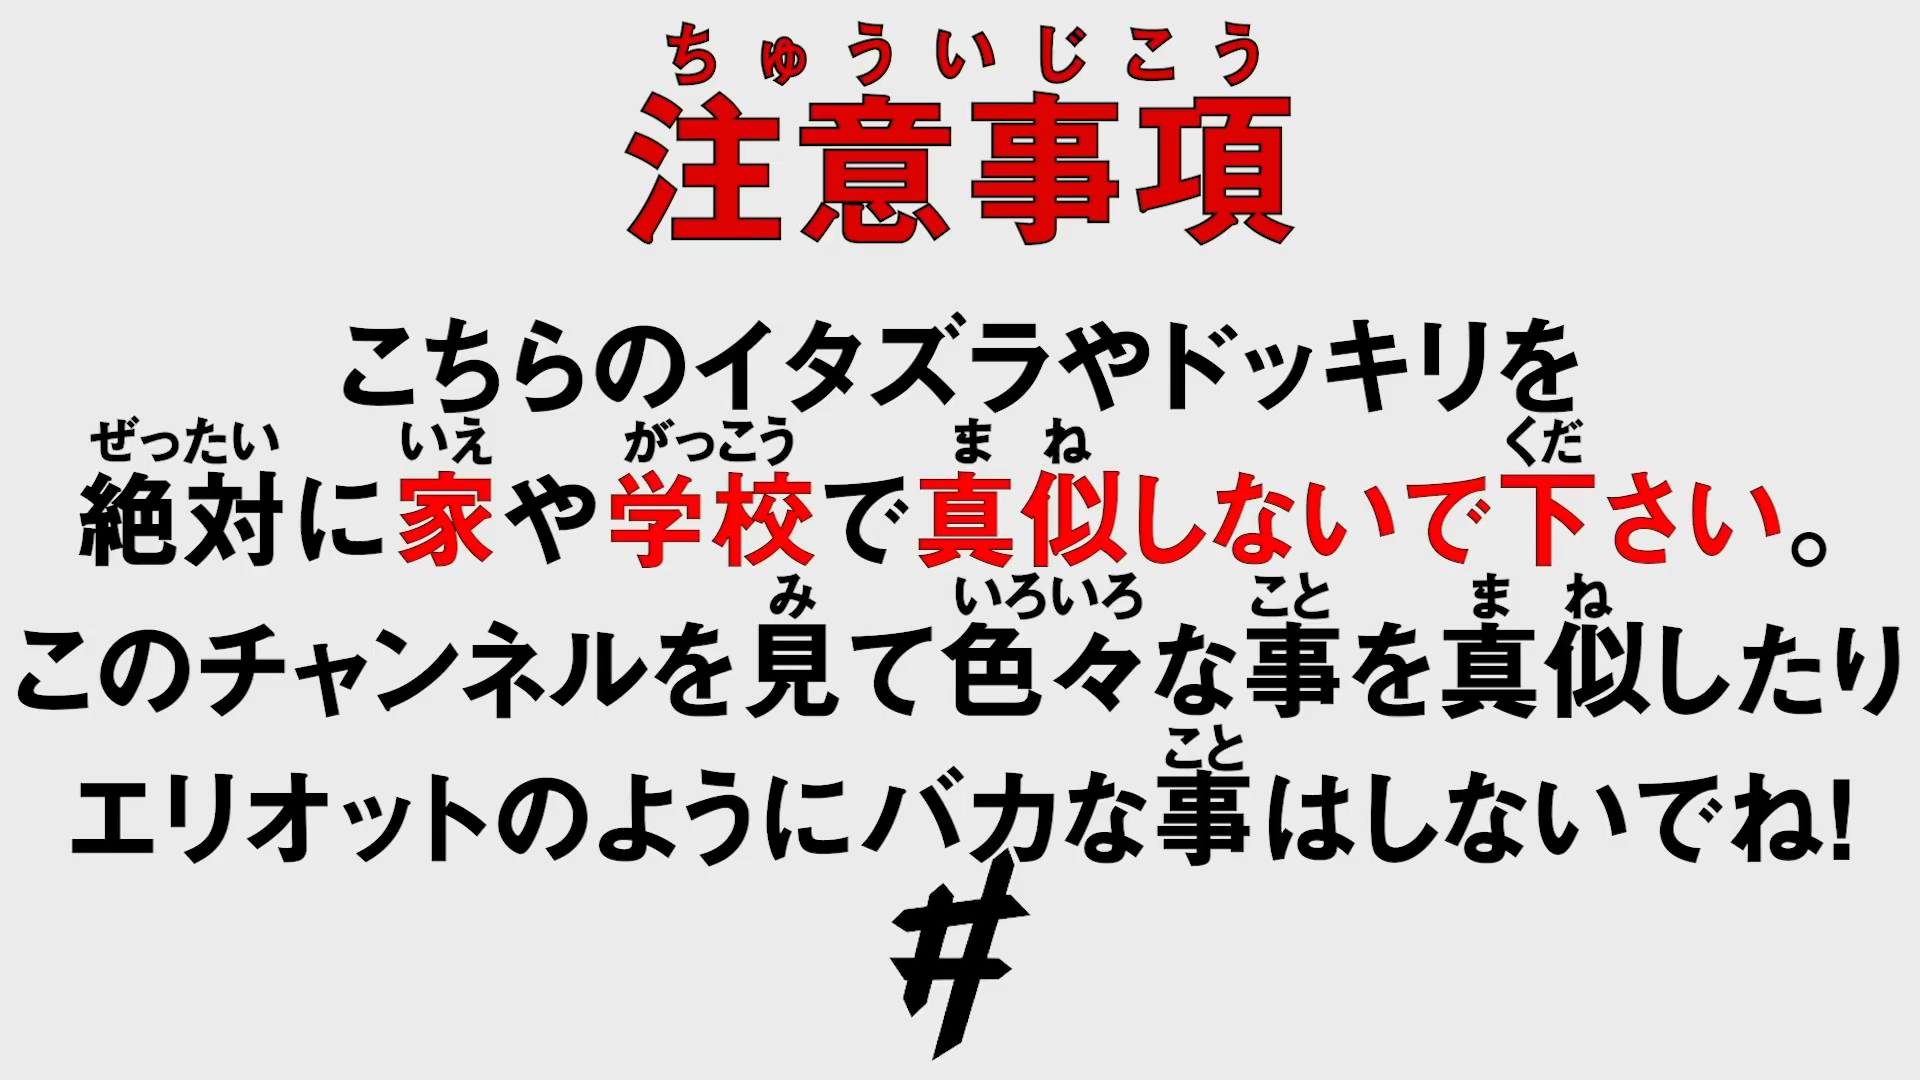 ちゅういじこう
注意事項
こちらのイタズラやドッキリを
ぜったい いえ がっこう ま ね くだ
絶対に家や学校で真似しないで下さい。
み いろいろ こと ま ね
このチャンネルを見て色々な事を真似したり
こと
エリオットのようにバカな事はしないでね!
#